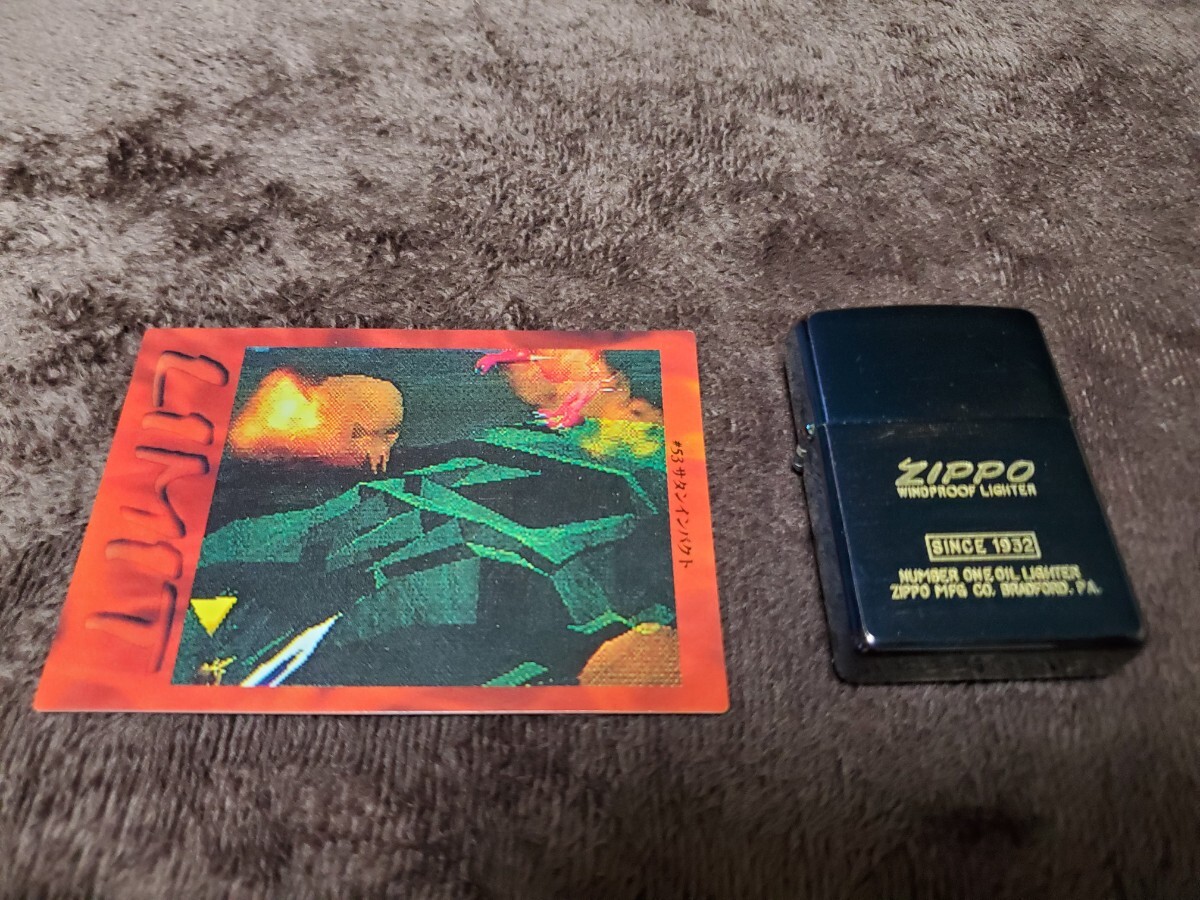 LIMIT
#53 サタンインパクト
ZIPPO
WINDPROOF LIGHTER
SINCE 1932
NUMBER ONE OIL LIGHTER
ZIPPO MFG CO. BRADFORD. PA.